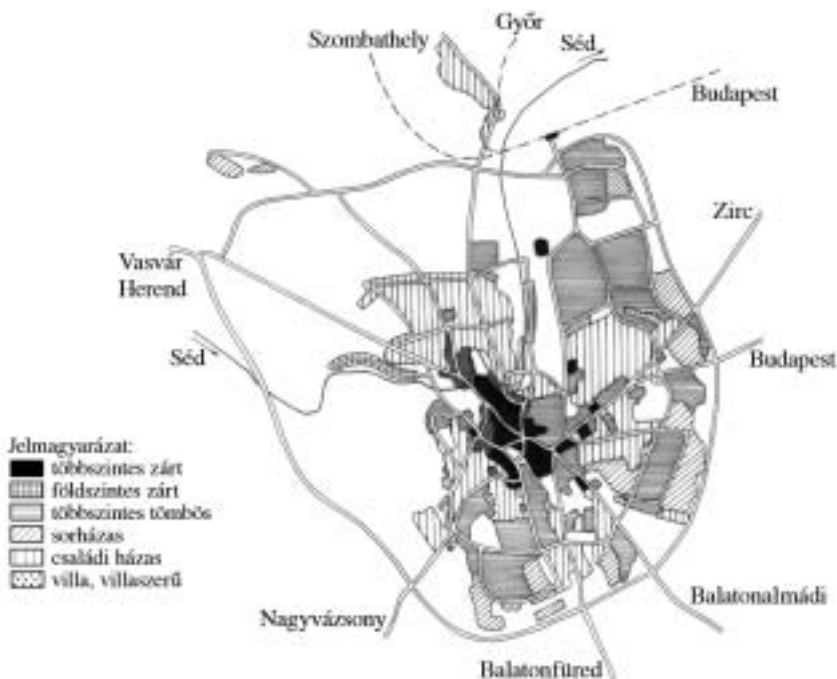 Győr
Szombathely
Séd
Budapest
Zirc
Vasvár
Herend
Séd
Budapest
Jelmagyarázat:
többszintes zárt
földszintes zárt
többszintes tömbös
sorházas
családi házas
villa, villaszerű
Nagyvázsony
Balatonalmádi
Balatonfüred